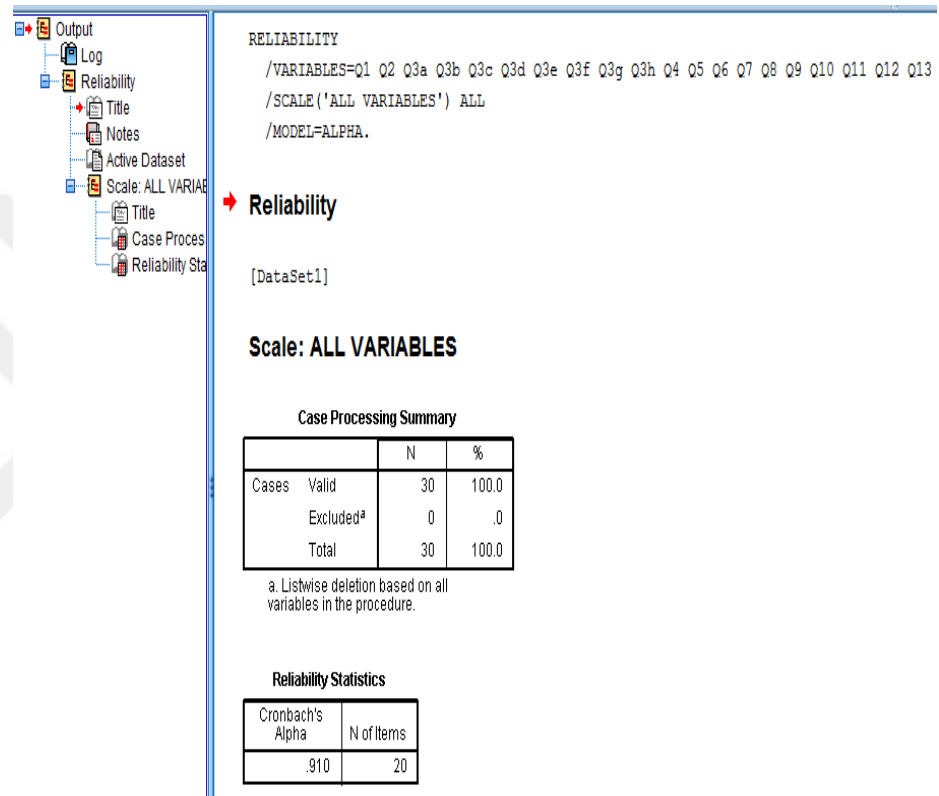 Output
Log
Reliability
Title
Notes
Active Dataset
Scale: ALL VARIAB
Title
Case Proces
Reliability Sta
RELIABILITY
/VARIABLES=Q1 Q2 Q3a Q3b Q3c Q3d Q3e Q3f Q3g Q3h Q4 Q5 Q6 Q7 Q8 Q9 Q10 Q11 Q12 Q13
/SCALE('ALL VARIABLES') ALL
/MODEL=ALPHA.
Reliability
[DataSet1]
Scale: ALL VARIABLES
Case Processing Summary
N %
Cases Valid 30 100.0
Excludedᵃ 0 .0
Total 30 100.0
a. Listwise deletion based on all
variables in the procedure.
Reliability Statistics
Cronbach's
Alpha N of Items
.910 20